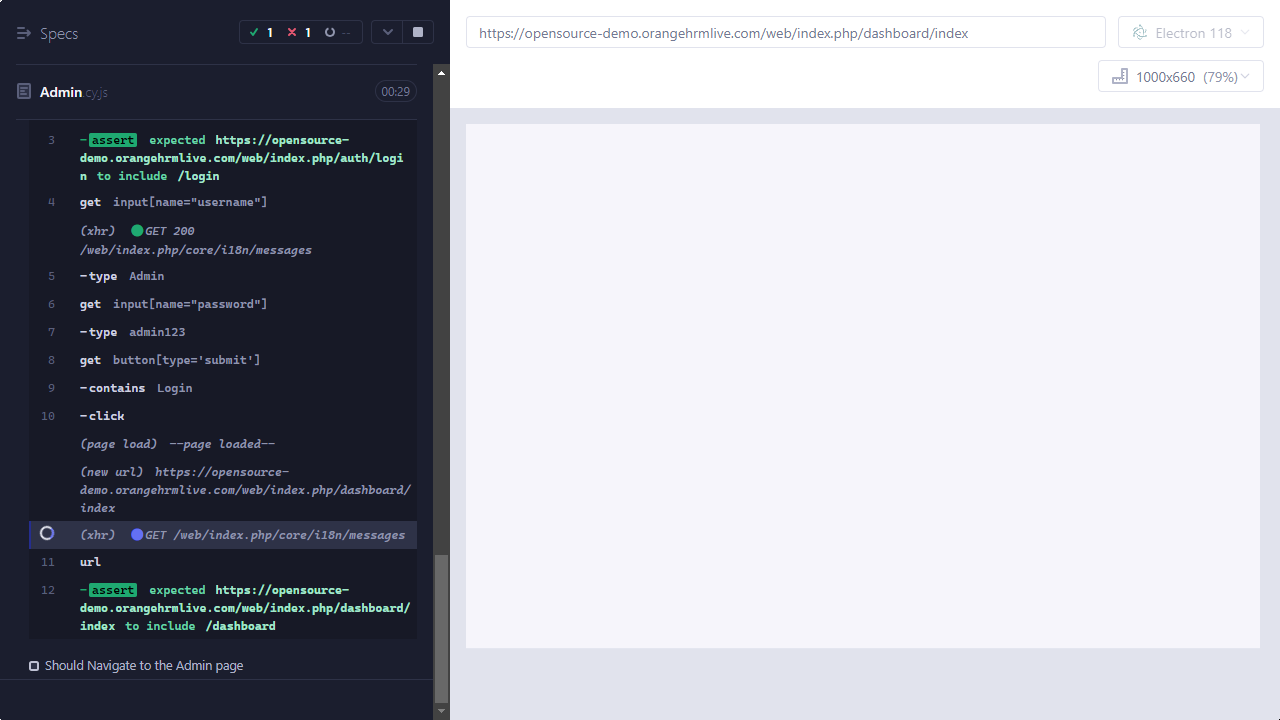 Specs
1
1
--
https://opensource-demo.orangehrmlive.com/web/index.php/dashboard/index
Electron 118
1000x660 (79%)
Admin cy.js
00:29
3 -assert expected https://opensource-
demo.orangehrmlive.com/web/index.php/auth/logi
n to include /login
4 get input[name="username"]
(xhr) GET 200
/web/index.php/core/i18n/messages
5 -type Admin
6 get input[name="password"]
7 -type admin123
8 get button[type='submit']
9 -contains Login
10 -click
(page load) --page loaded--
(new url) https://opensource-
demo.orangehrmlive.com/web/index.php/dashboard/
index
(xhr) GET /web/index.php/core/i18n/messages
11 url
12 -assert expected https://opensource-
demo.orangehrmlive.com/web/index.php/dashboard/
index to include /dashboard
Should Navigate to the Admin page